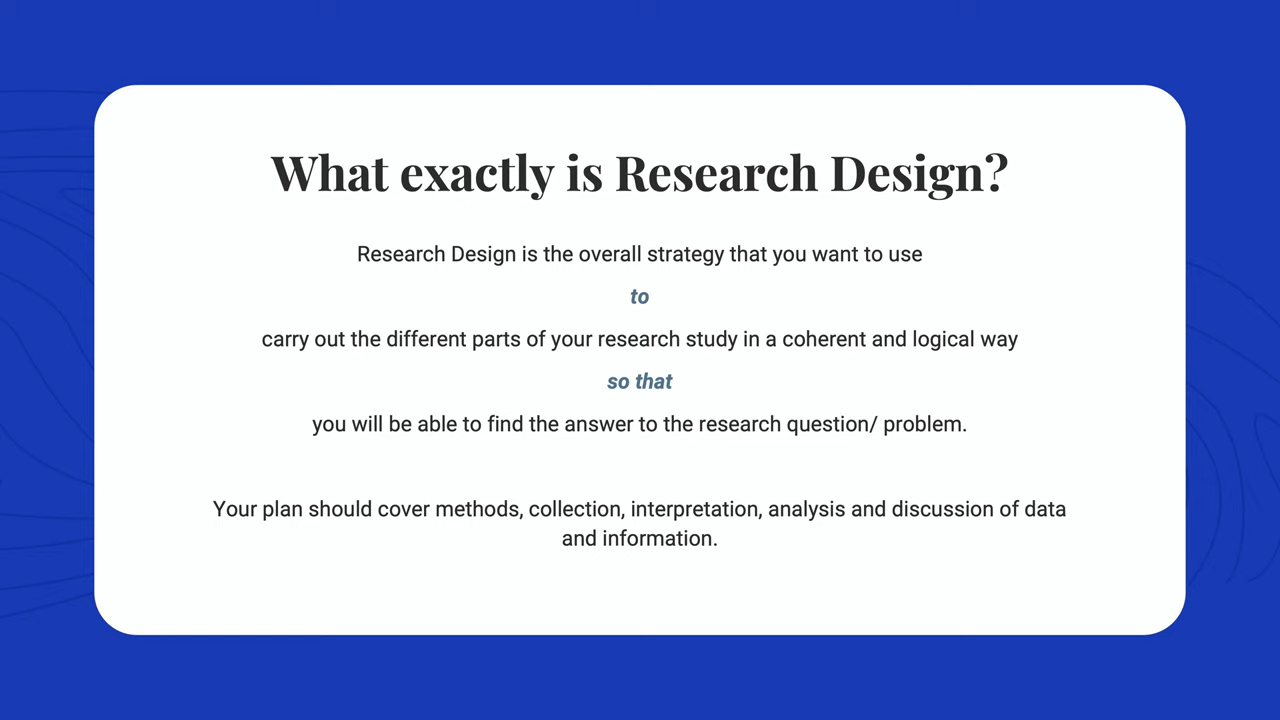 What exactly is Research Design?
Research Design is the overall strategy that you want to use
to
carry out the different parts of your research study in a coherent and logical way
so that
you will be able to find the answer to the research question/ problem.
Your plan should cover methods, collection, interpretation, analysis and discussion of data
and information.